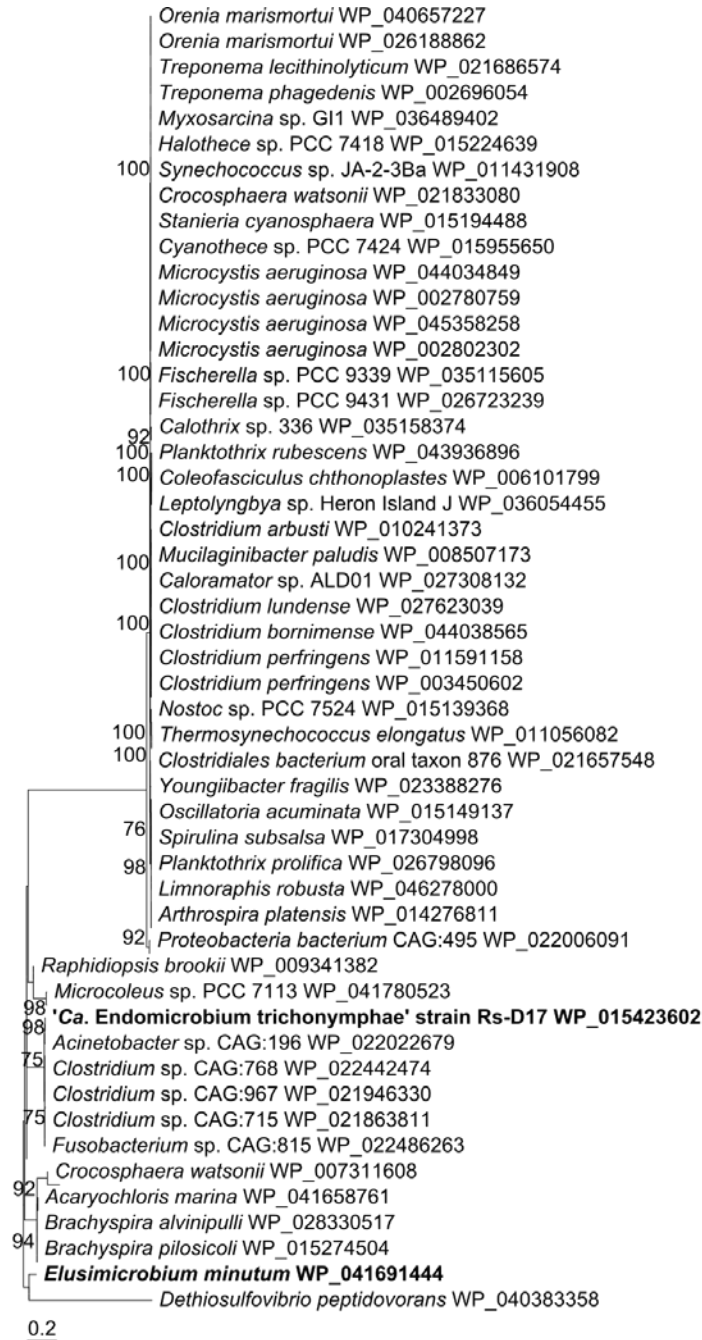 Orenia marismortui WP_040657227
Orenia marismortui WP_026188862
Treponema lecithinolyticum WP_021686574
Treponema phagedenis WP_002696054
Myxosarcina sp. GI1 WP_036489402
Halothece sp. PCC 7418 WP_015224639
100 Synechococcus sp. JA-2-3Ba WP_011431908
Crocosphaera watsonii WP_021833080
Stanieria cyanosphaera WP_015194488
Cyanothece sp. PCC 7424 WP_015955650
Microcystis aeruginosa WP_044034849
Microcystis aeruginosa WP_002780759
Microcystis aeruginosa WP_045358258
Microcystis aeruginosa WP_002802302
100 Fischerella sp. PCC 9339 WP_035115605
Fischerella sp. PCC 9431 WP_026723239
Calothrix sp. 336 WP_035158374
92
100 Planktothrix rubescens WP_043936896
100 Coleofasciculus chthonoplastes WP_006101799
Leptolyngbya sp. Heron Island J WP_036054455
Clostridium arbusti WP_010241373
Mucilaginibacter paludis WP_008507173
100
Caloramator sp. ALD01 WP_027308132
Clostridium lundense WP_027623039
100 Clostridium bornimense WP_044038565
Clostridium perfringens WP_011591158
Clostridium perfringens WP_003450602
Nostoc sp. PCC 7524 WP_015139368
100 Thermosynechococcus elongatus WP_011056082
100 Clostridiales bacterium oral taxon 876 WP_021657548
Youngiibacter fragilis WP_023388276
Oscillatoria acuminata WP_015149137
76
Spirulina subsalsa WP_017304998
98 Planktothrix prolifica WP_026798096
Limnoraphis robusta WP_046278000
Arthrospira platensis WP_014276811
92 Proteobacteria bacterium CAG:495 WP_022006091
Raphidiopsis brookii WP_009341382
Microcoleus sp. PCC 7113 WP_041780523
98
'Ca. Endomicrobium trichonymphae' strain Rs-D17 WP_015423602
98
Acinetobacter sp. CAG:196 WP_022022679
75 Clostridium sp. CAG:768 WP_022442474
Clostridium sp. CAG:967 WP_021946330
75 Clostridium sp. CAG:715 WP_021863811
Fusobacterium sp. CAG:815 WP_022486263
Crocosphaera watsonii WP_007311608
92
Acaryochloris marina WP_041658761
Brachyspira alvinipulli WP_028330517
94 Brachyspira pilosicoli WP_015274504
Elusimicrobium minutum WP_041691444
Dethiosulfovibrio peptidovorans WP_040383358
0.2